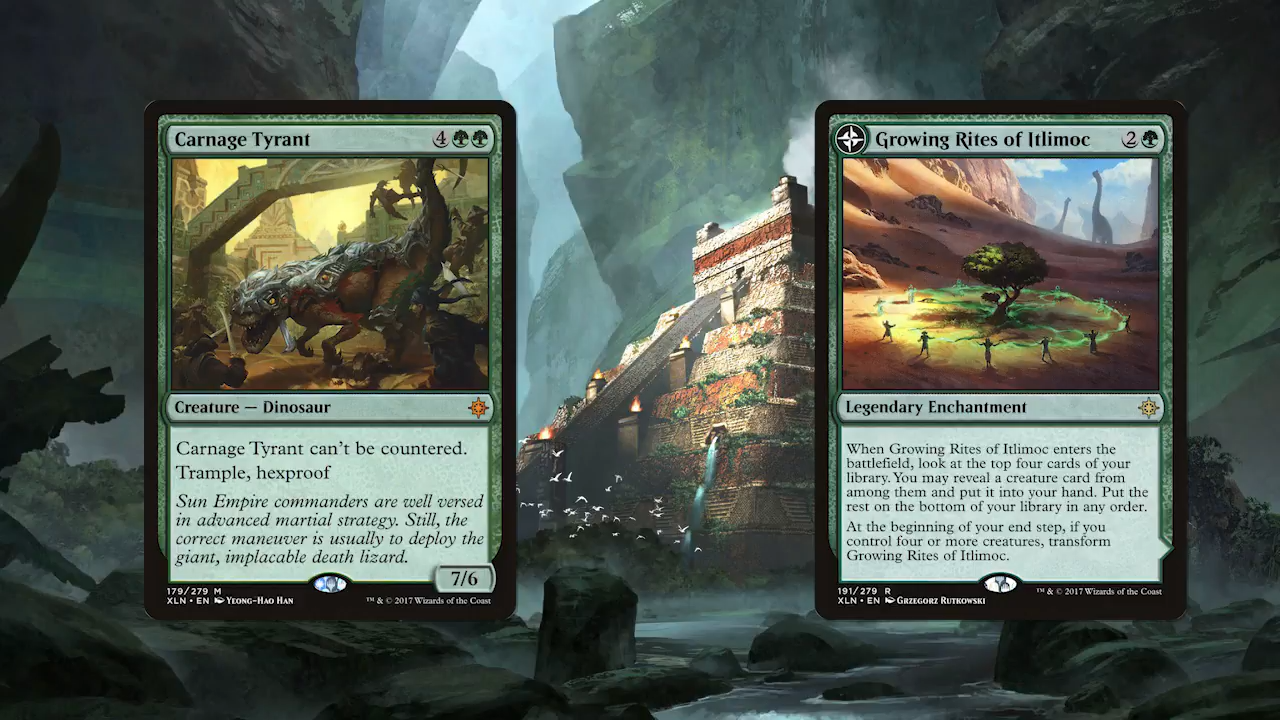 Carnage Tyrant 4
Creature — Dinosaur
Carnage Tyrant can't be countered.
Trample, hexproof
Sun Empire commanders are well versed
in advanced martial strategy. Still, the
correct maneuver is usually to deploy the
giant, implacable death lizard.
7/6
179/279 M
XLN • EN Yeong-Hao Han
™ & © 2017 Wizards of the Coast
Growing Rites of Itlimoc 2
Legendary Enchantment
When Growing Rites of Itlimoc enters the
battlefield, look at the top four cards of your
library. You may reveal a creature card from
among them and put it into your hand. Put the
rest on the bottom of your library in any order.
At the beginning of your end step, if you
control four or more creatures, transform
Growing Rites of Itlimoc.
191/279 R
XLN • EN Grzegorz Rutkowski
™ & © 2017 Wizards of the Coast